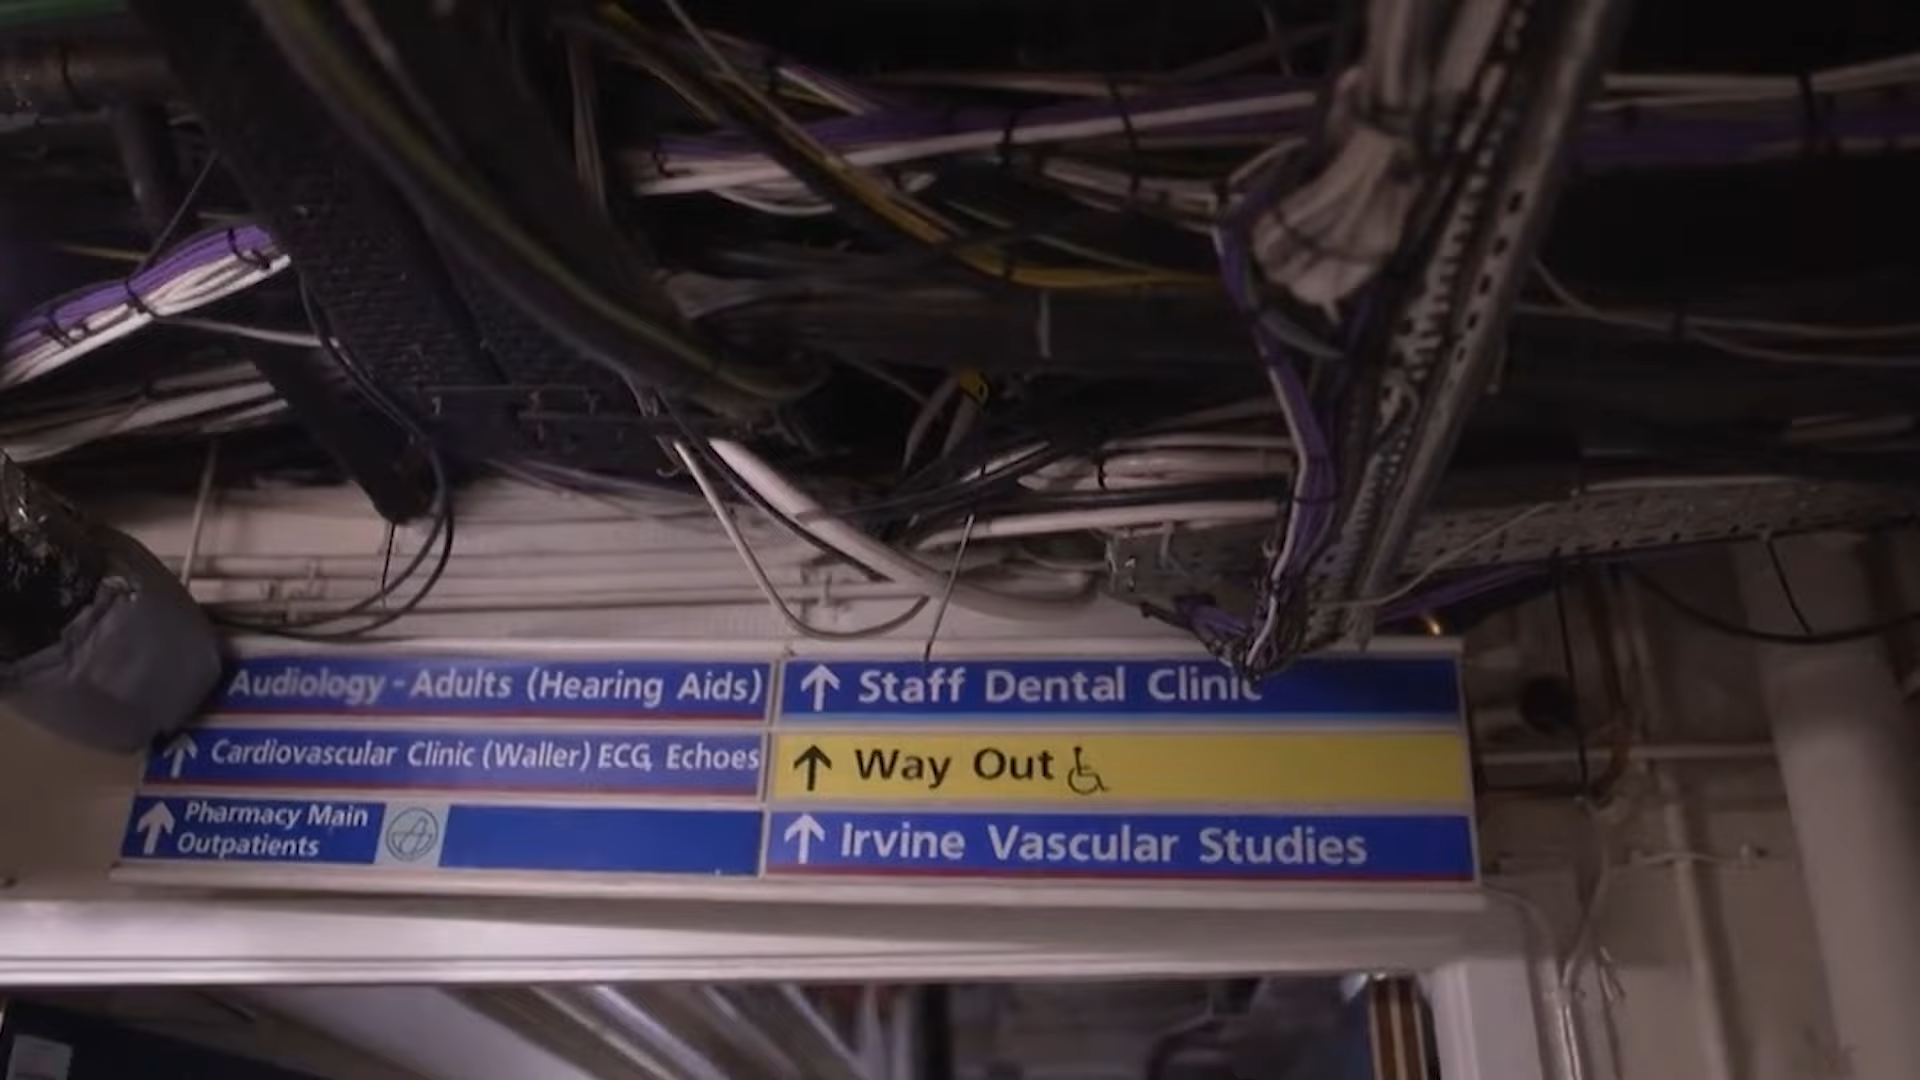 Audiology - Adults (Hearing Aids)
Cardiovascular Clinic (Waller) ECG, Echoes
Pharmacy Main
Outpatients
Staff Dental Clinic
Way Out
Irvine Vascular Studies